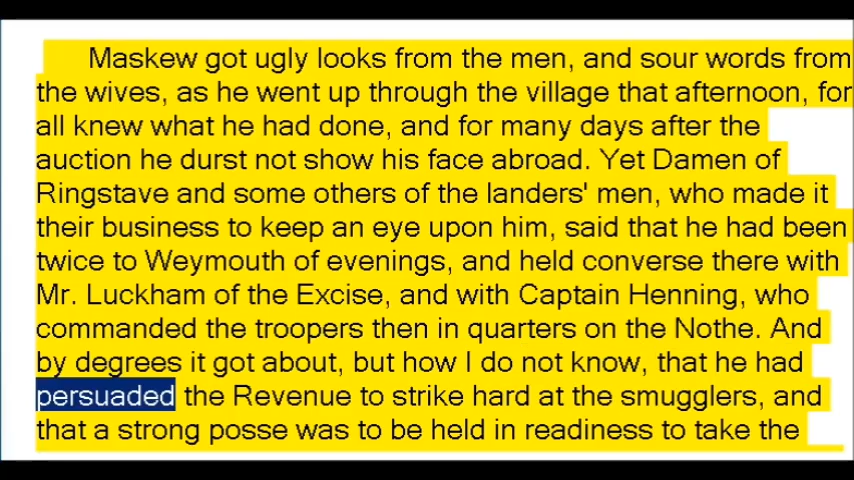 Maskew got ugly looks from the men, and sour words from
the wives, as he went up through the village that afternoon, for
all knew what he had done, and for many days after the
auction he durst not show his face abroad. Yet Damen of
Ringstave and some others of the landers' men, who made it
their business to keep an eye upon him, said that he had been
twice to Weymouth of evenings, and held converse there with
Mr. Luckham of the Excise, and with Captain Henning, who
commanded the troopers then in quarters on the Nothe. And
by degrees it got about, but how I do not know, that he had
persuaded the Revenue to strike hard at the smugglers, and
that a strong posse was to be held in readiness to take the